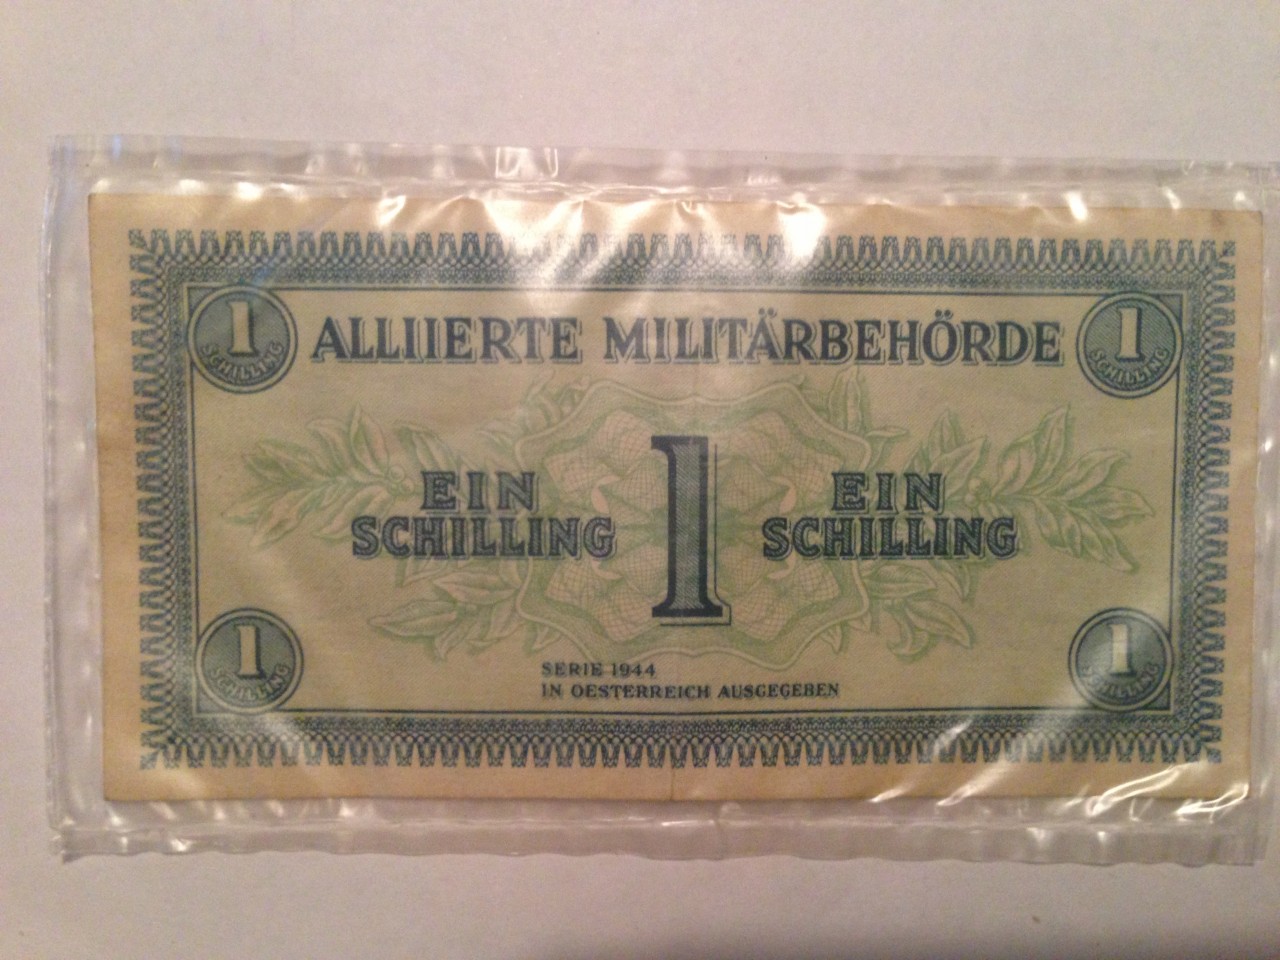 1 SCHILLING
ALLIIERTE MILITÄRBEHÖRDE
1 SCHILLING
EIN
SCHILLING
1
EIN
SCHILLING
1 SCHILLING
SERIE 1944
IN OESTERREICH AUSGEGEBEN
1 SCHILLING